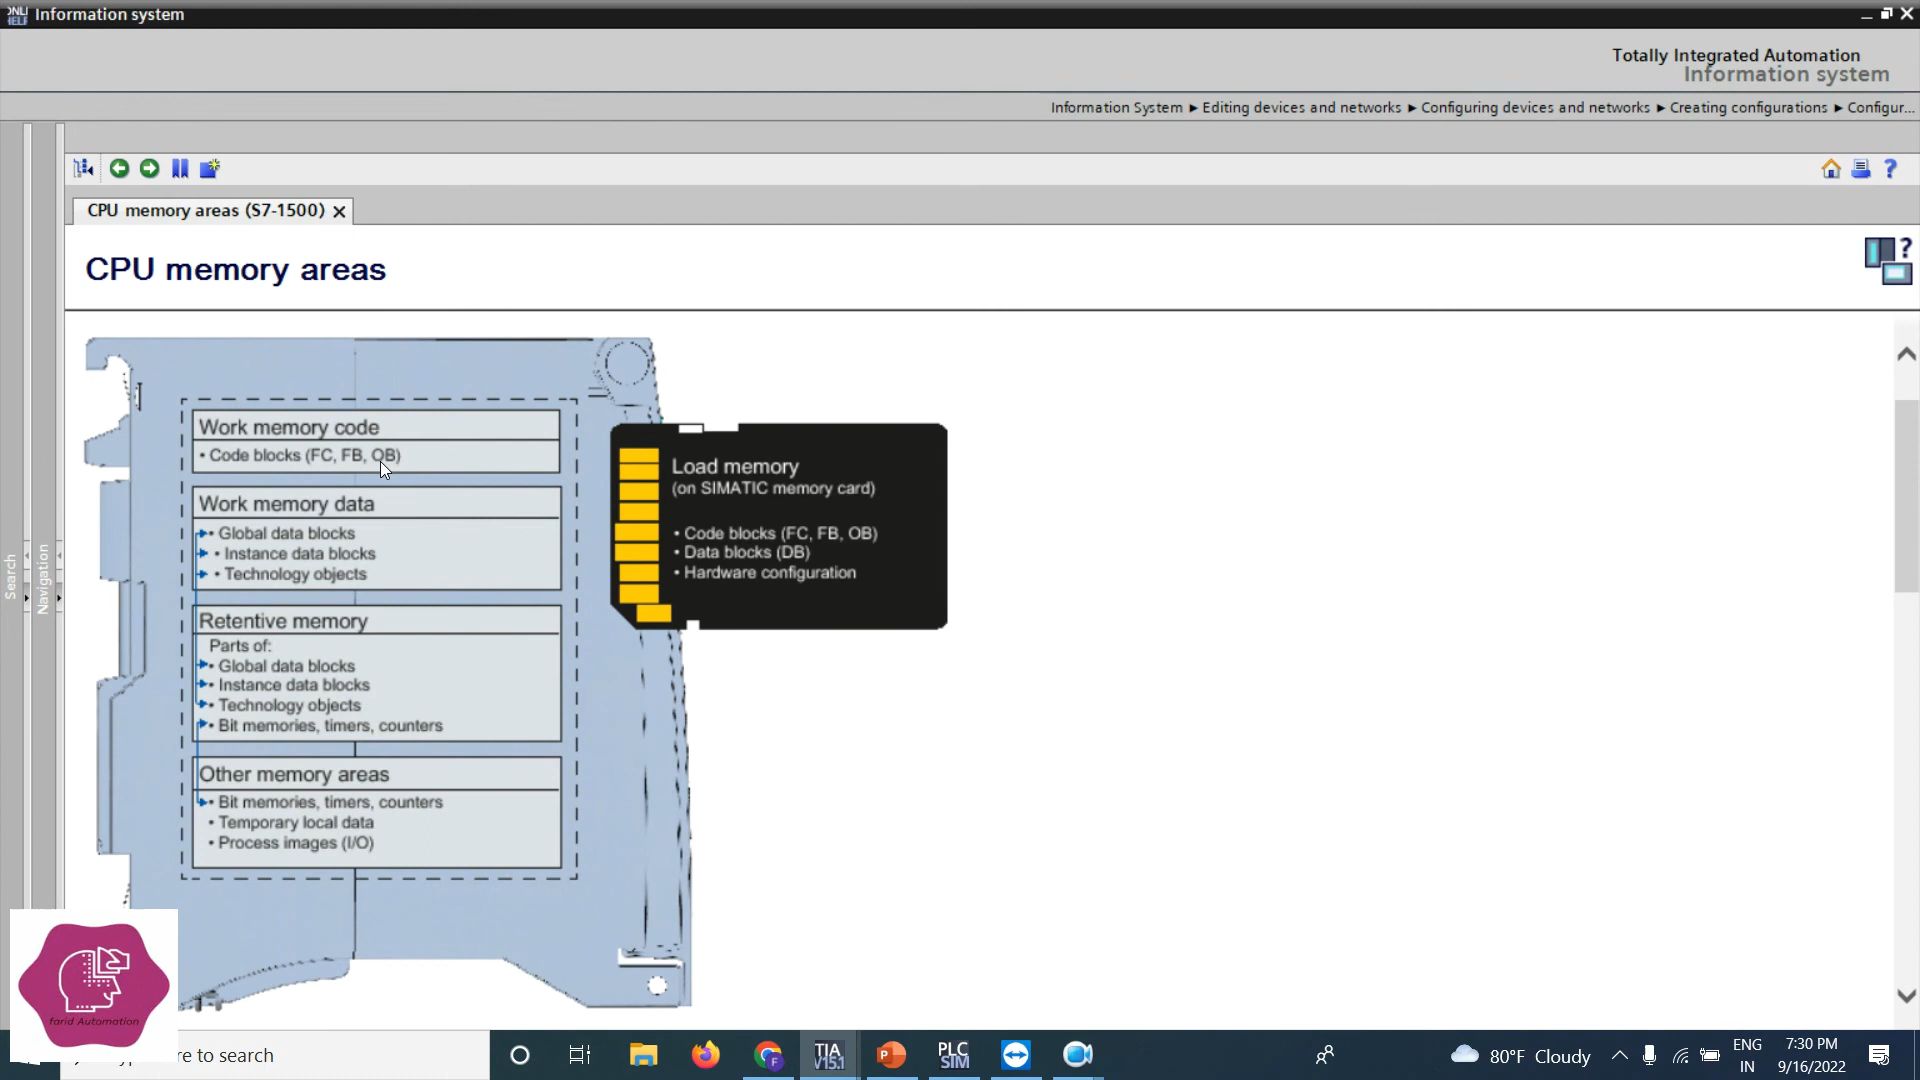 Information system
Totally Integrated Automation
Information system
Information System ▸ Editing devices and networks ▸ Configuring devices and networks ▸ Creating configurations ▸ Configur...
CPU memory areas (S7-1500)
CPU memory areas
Work memory code
• Code blocks (FC, FB, OB)
Work memory data
• Global data blocks
• Instance data blocks
• Technology objects
Retentive memory
Parts of:
• Global data blocks
• Instance data blocks
• Technology objects
• Bit memories, timers, counters
Other memory areas
• Bit memories, timers, counters
• Temporary local data
• Process images (I/O)
Load memory
(on SIMATIC memory card)
• Code blocks (FC, FB, OB)
• Data blocks (DB)
• Hardware configuration
Search
Navigation
farid Automation
re to search
TIA
V15.1
PLC
SIM
80°F Cloudy
ENG
IN
7:30 PM
9/16/2022